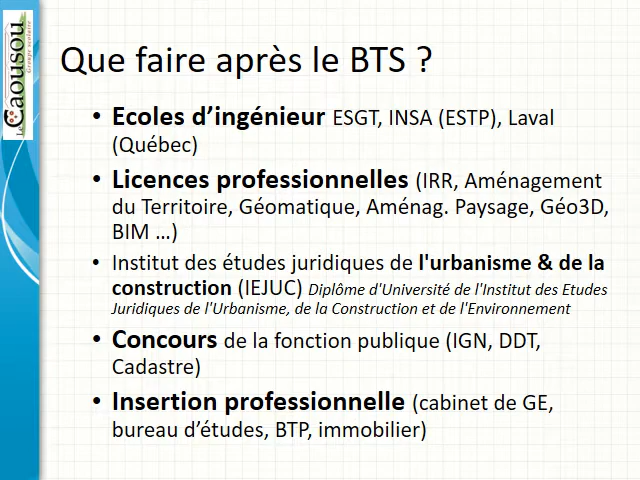 Le Caousou
Groupe scolaire
Que faire après le BTS ?
• Ecoles d’ingénieur ESGT, INSA (ESTP), Laval
(Québec)
• Licences professionnelles (IRR, Aménagement
du Territoire, Géomatique, Aménag. Paysage, Géo3D,
BIM …)
• Institut des études juridiques de l'urbanisme & de la
construction (IEJUC) Diplôme d'Université de l'Institut des Etudes
Juridiques de l'Urbanisme, de la Construction et de l'Environnement
• Concours de la fonction publique (IGN, DDT,
Cadastre)
• Insertion professionnelle (cabinet de GE,
bureau d’études, BTP, immobilier)